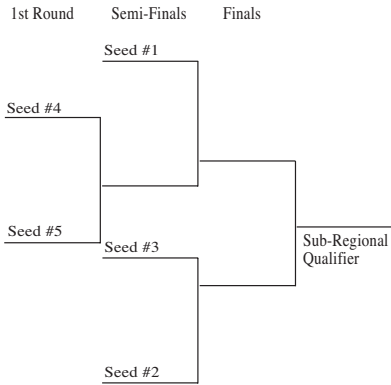 1st Round Semi-Finals Finals
Seed #1
Seed #4
Seed #5
Seed #3
Sub-Regional
Qualifier
Seed #2